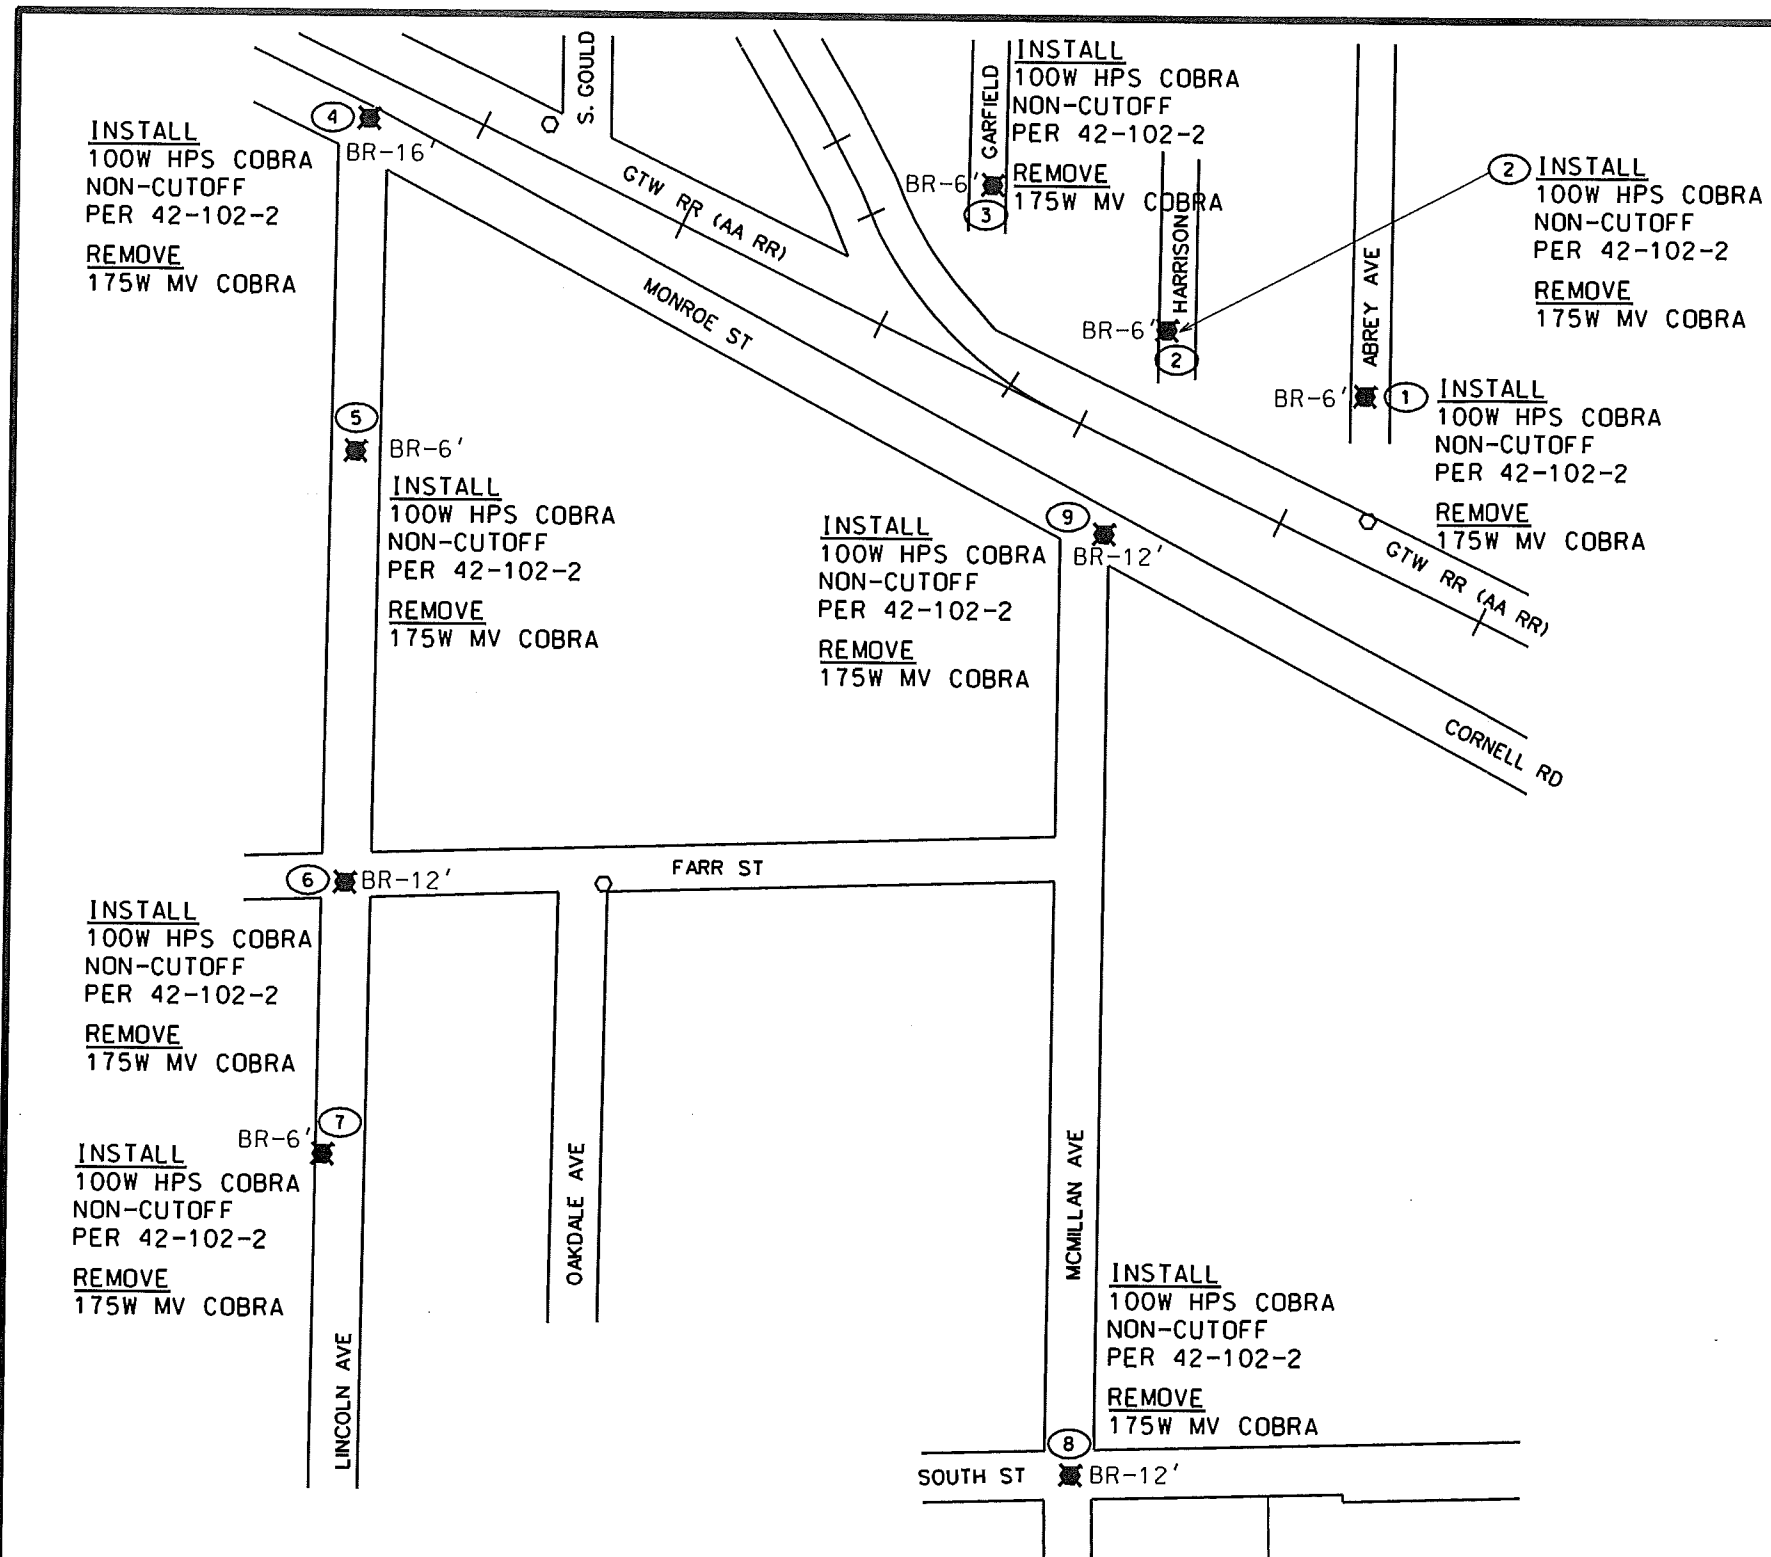 S. GOULD
GARFIELD
INSTALL
100W HPS COBRA
NON-CUTOFF
PER 42-102-2
REMOVE
175W MV COBRA
BR-6'
3
4
BR-16'
INSTALL
100W HPS COBRA
NON-CUTOFF
PER 42-102-2
REMOVE
175W MV COBRA
GTW RR (AA RR)
MONROE ST
HARRISON
BR-6'
2
2
INSTALL
100W HPS COBRA
NON-CUTOFF
PER 42-102-2
REMOVE
175W MV COBRA
ABREY AVE
BR-6'
1
INSTALL
100W HPS COBRA
NON-CUTOFF
PER 42-102-2
REMOVE
175W MV COBRA
5
BR-6'
INSTALL
100W HPS COBRA
NON-CUTOFF
PER 42-102-2
REMOVE
175W MV COBRA
9
BR-12'
INSTALL
100W HPS COBRA
NON-CUTOFF
PER 42-102-2
REMOVE
175W MV COBRA
GTW RR (AA RR)
CORNELL RD
FARR ST
6
BR-12'
INSTALL
100W HPS COBRA
NON-CUTOFF
PER 42-102-2
REMOVE
175W MV COBRA
7
BR-6'
INSTALL
100W HPS COBRA
NON-CUTOFF
PER 42-102-2
REMOVE
175W MV COBRA
LINCOLN AVE
OAKDALE AVE
MCMILLAN AVE
INSTALL
100W HPS COBRA
NON-CUTOFF
PER 42-102-2
REMOVE
175W MV COBRA
8
SOUTH ST
BR-12'